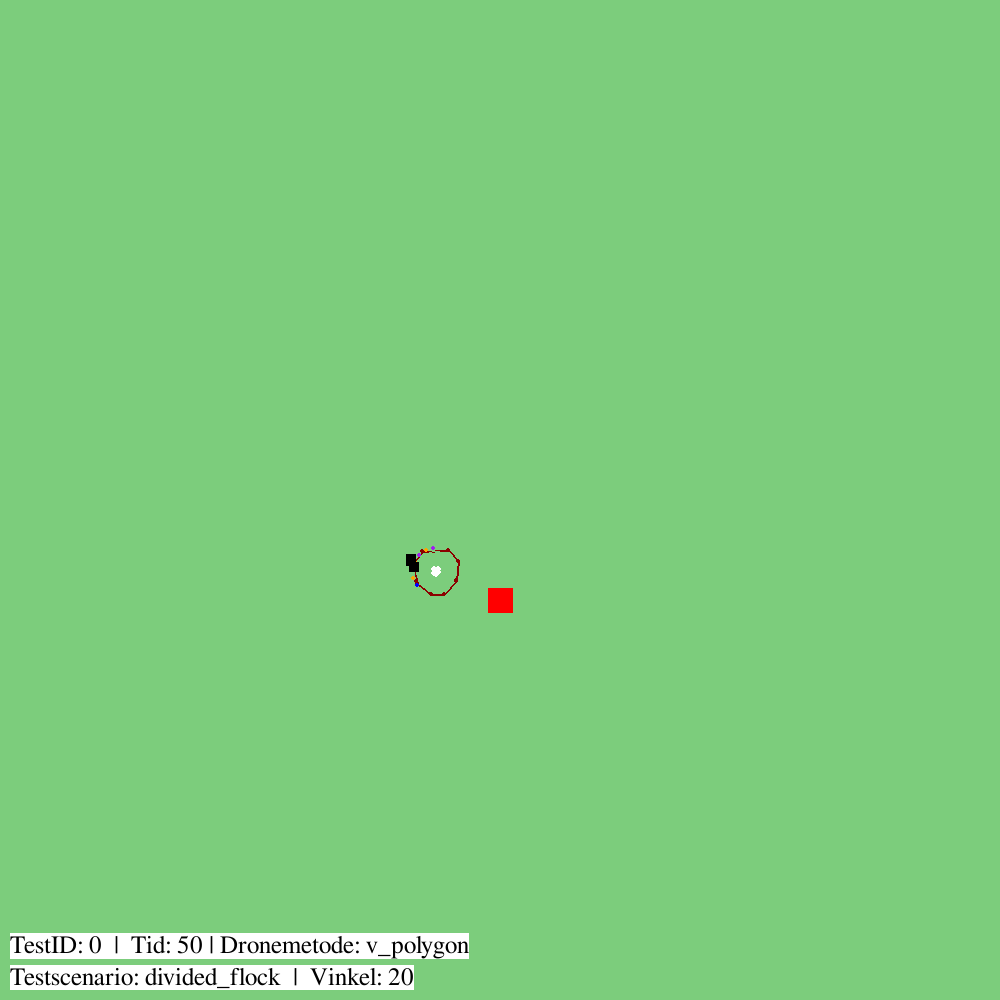 TestID: 0 | Tid: 50 | Dronemetode: v_polygon
Testscenario: divided_flock | Vinkel: 20